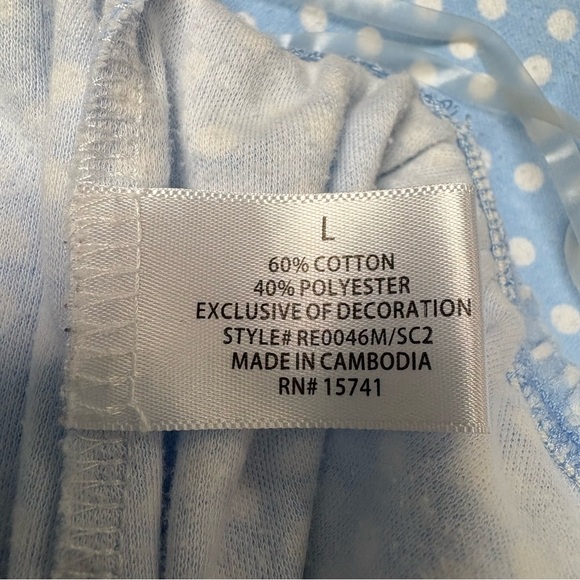 L
60% COTTON
40% POLYESTER
EXCLUSIVE OF DECORATION
STYLE# RE0046M/SC2
MADE IN CAMBODIA
RN# 15741